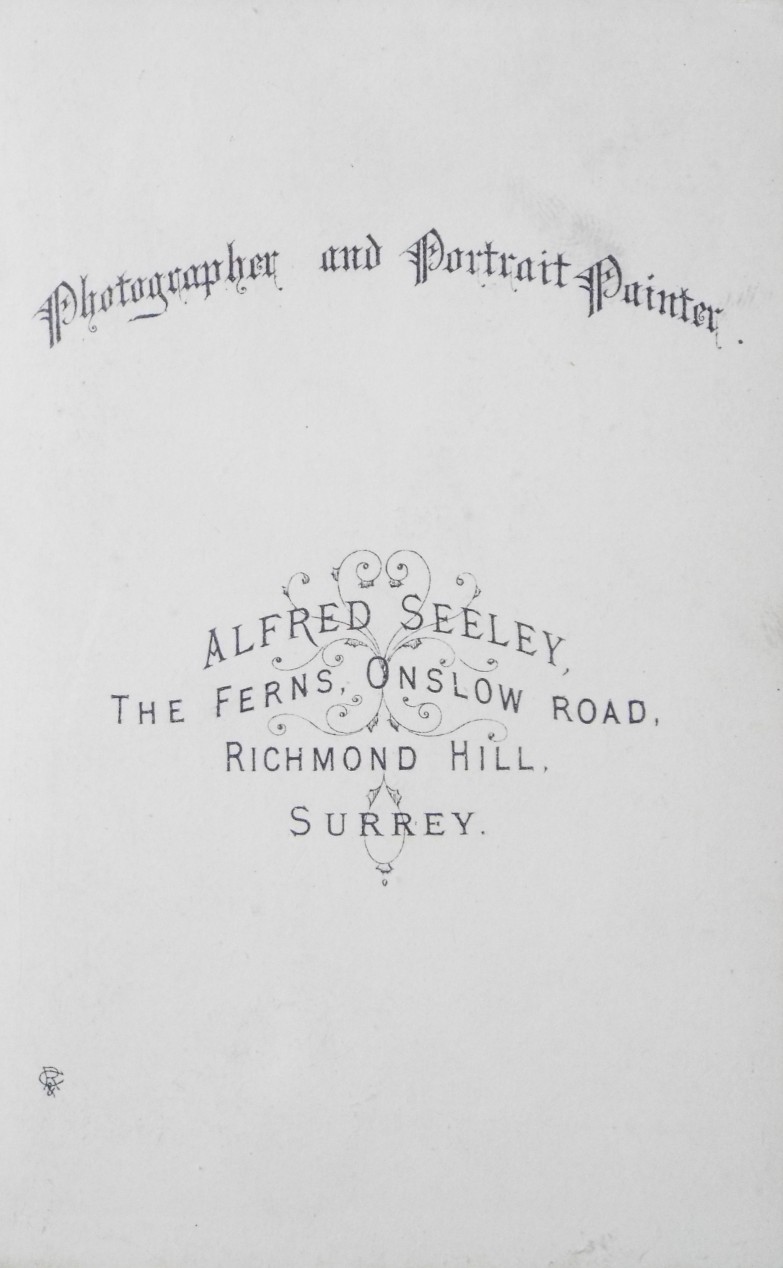 Photographer and Portrait Painter.
ALFRED SEELEY,
THE FERNS, ONSLOW ROAD,
RICHMOND HILL,
SURREY.